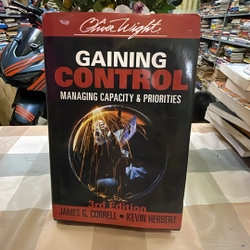 Oliver Wight
GAINING
CONTROL
MANAGING CAPACITY & PRIORITIES
3rd Edition
JAMES G. CORRELL • KEVIN HERBERT